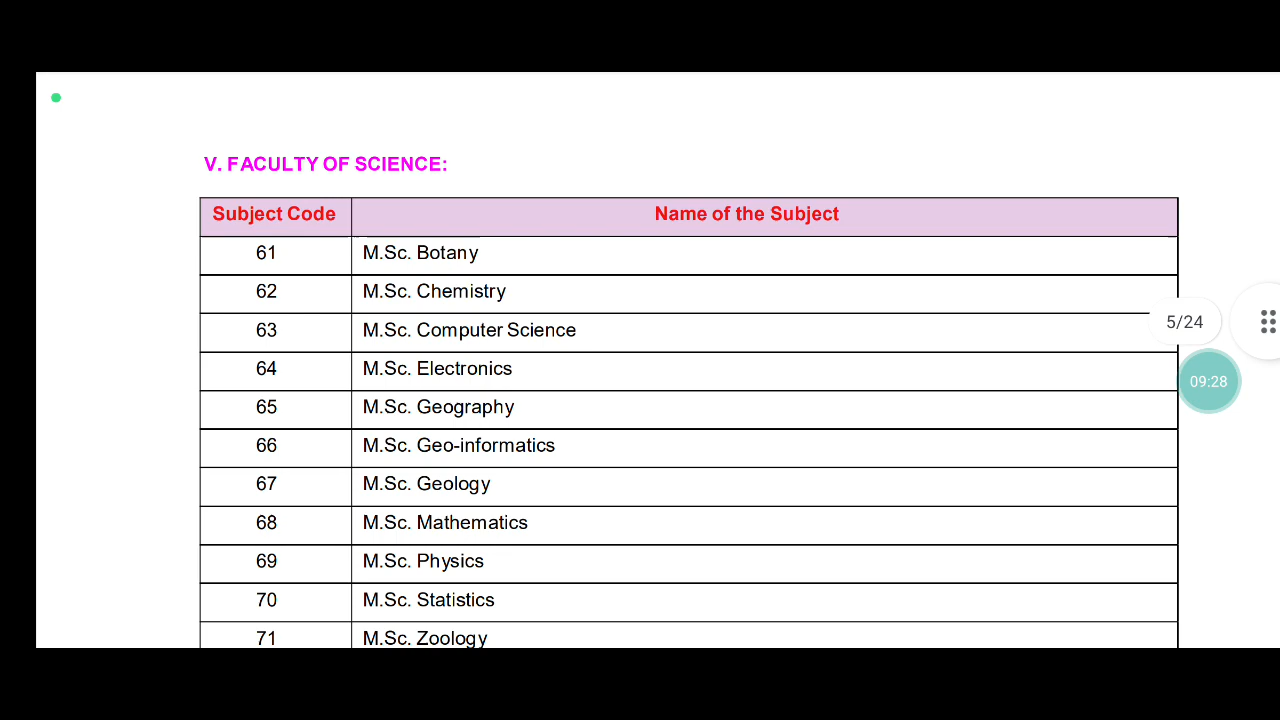 V. FACULTY OF SCIENCE:
Subject Code Name of the Subject
61 M.Sc. Botany
62 M.Sc. Chemistry
63 M.Sc. Computer Science
5/24
64 M.Sc. Electronics
09:28
65 M.Sc. Geography
66 M.Sc. Geo-informatics
67 M.Sc. Geology
68 M.Sc. Mathematics
69 M.Sc. Physics
70 M.Sc. Statistics
71 M.Sc. Zoology